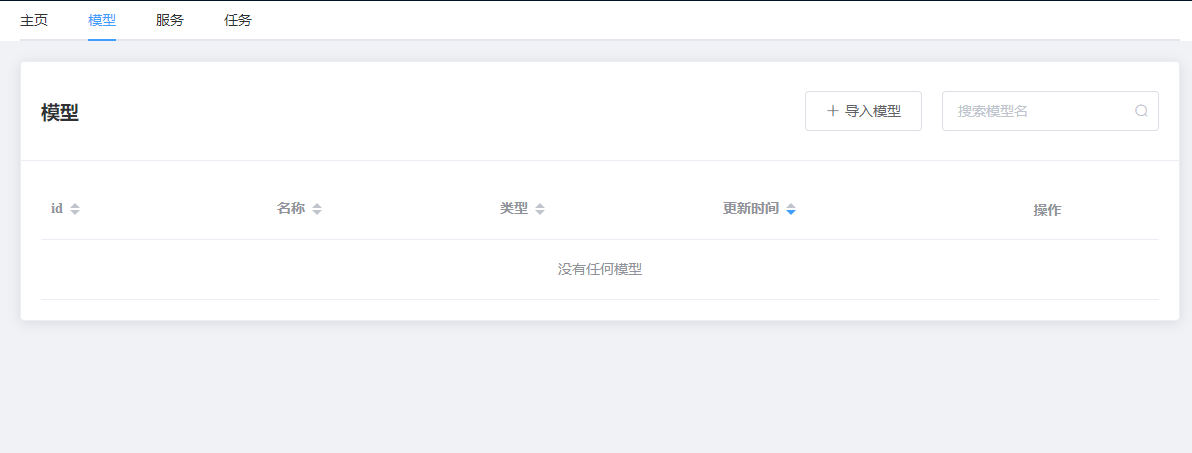 主页 模型 服务 任务
模型 导入模型 搜索模型名
id 名称 类型 更新时间 操作
没有任何模型